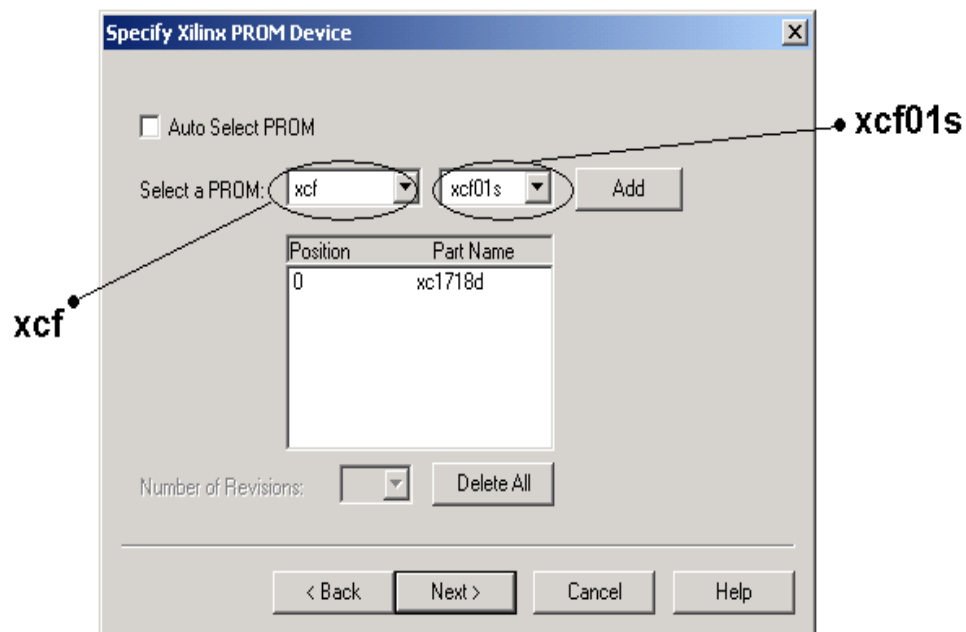 Specify Xilinx PROM Device
Auto Select PROM
xcf01s
Select a PROM: xcf xcf01s Add
Position Part Name
0 xc1718d
xcf
Number of Revisions: Delete All
< Back Next > Cancel Help